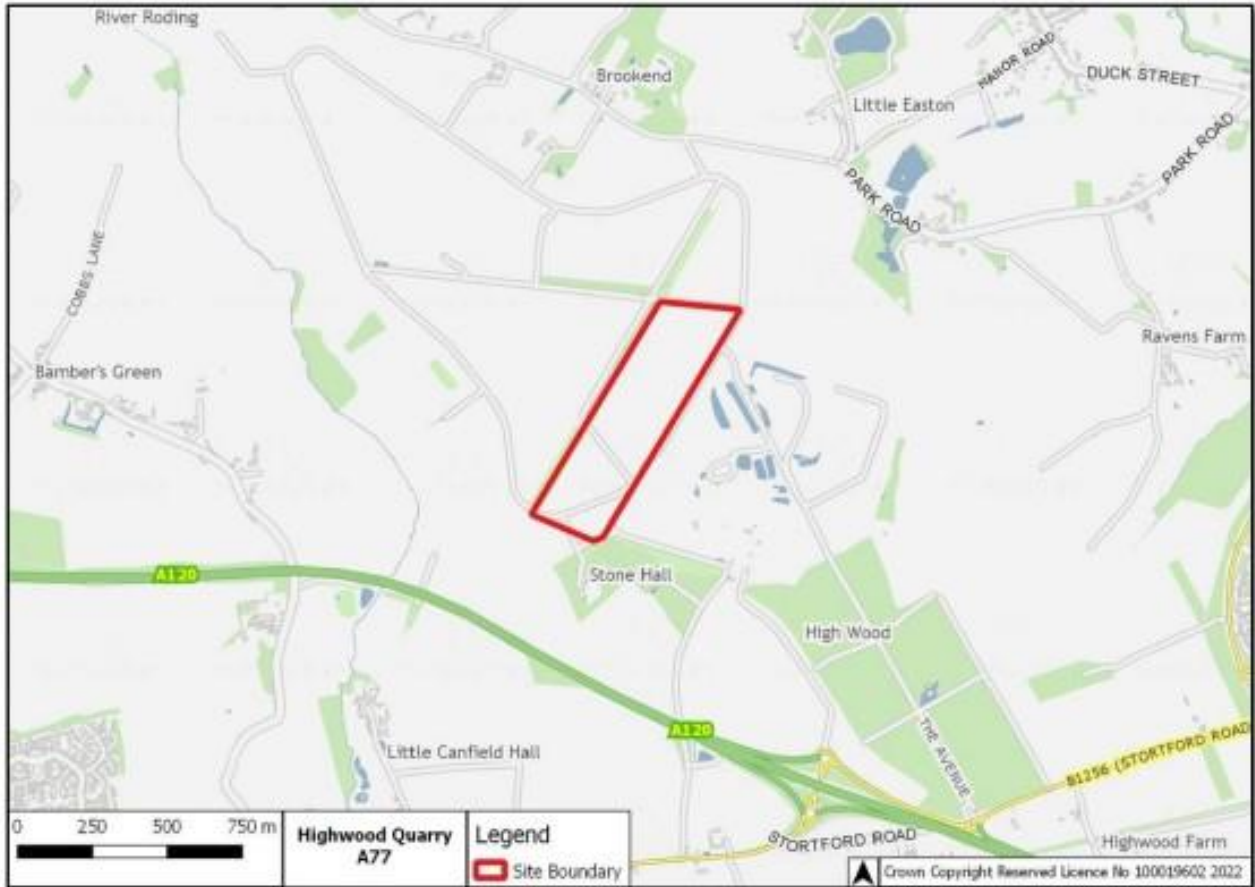 River Roding
Brookend
MANOR ROAD
DUCK STREET
Little Easton
PARK ROAD
PARK ROAD
COBBS LANE
Ravens Farm
Bamber's Green
A120
Stone Hall
High Wood
A120
THE AVENUE
B1256 (STORTFORD ROAD
Little Canfield Hall
STORTFORD ROAD
Highwood Farm
0 250 500 750 m
Highwood Quarry
A77
Legend
Site Boundary
Crown Copyright Reserved Licence No 100019602 2022